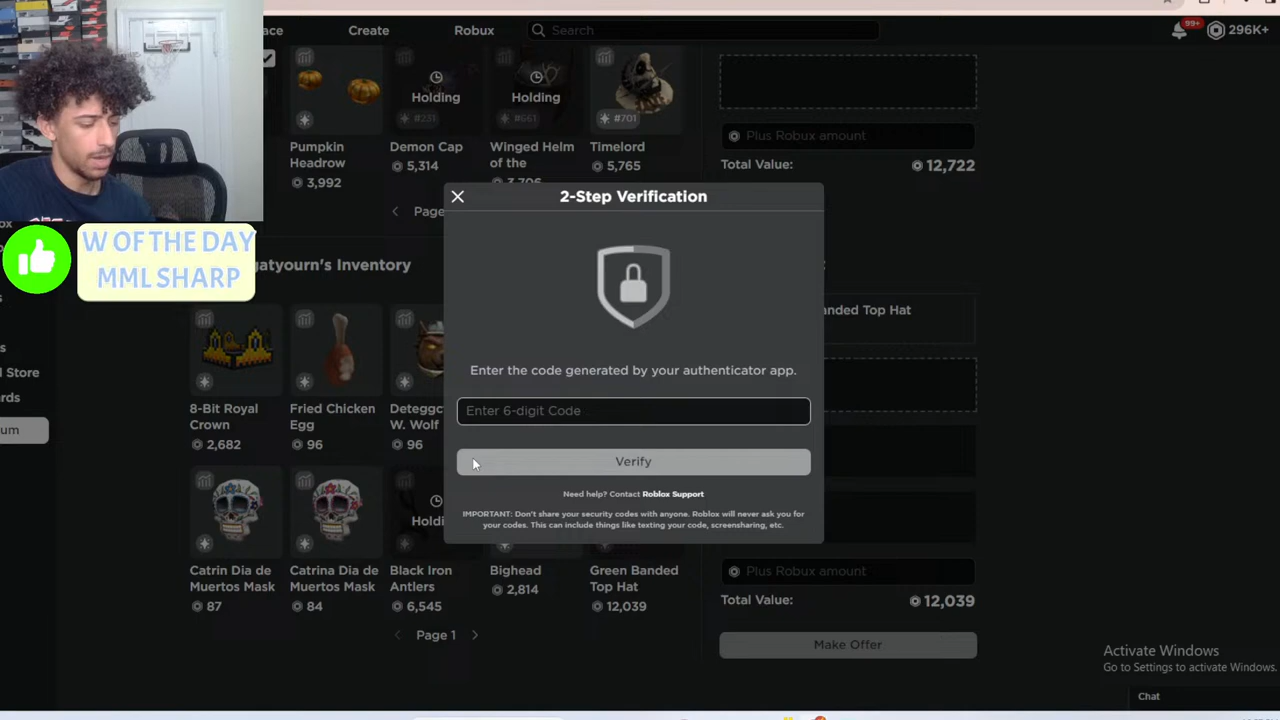 ace
Create
Robux
Search
99+
296K+
Holding
#231
Holding
#661
#701
Pumpkin
Headrow
3,992
Demon Cap
5,314
Winged Helm
of the
3,706
Timelord
5,765
Plus Robux amount
Total Value:
12,722
Page
2-Step Verification
Enter the code generated by your authenticator app.
Enter 6-digit Code
Verify
Need help? Contact Roblox Support
IMPORTANT: Don't share your security codes with anyone. Roblox will never ask you for
your codes. This can include things like texting your code, screensharing, etc.
W OF THE DAY
MML SHARP
gatyourn's Inventory
s
l Store
rds
um
8-Bit Royal
Crown
2,682
Fried Chicken
Egg
96
Deteggc
W. Wolf
96
anded Top Hat
Holdi
Catrin Dia de
Muertos Mask
87
Catrina Dia de
Muertos Mask
84
Black Iron
Antlers
6,545
Bighead
2,814
Green Banded
Top Hat
12,039
Page 1
Plus Robux amount
Total Value:
12,039
Make Offer
Activate Windows
Go to Settings to activate Windows.
Chat